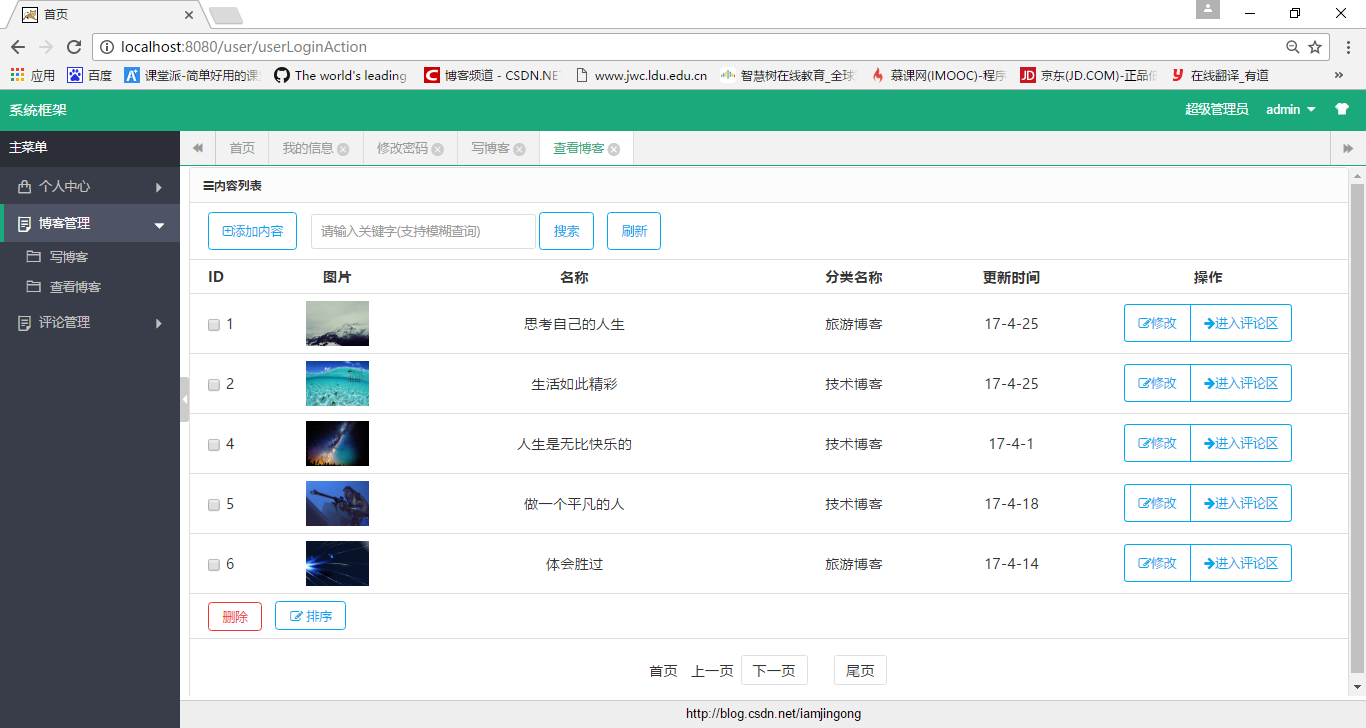 首页
localhost:8080/user/userLoginAction
应用 百度 课堂派-简单好用的课 The world's leading 博客频道 - CSDN.NE www.jwc.ldu.edu.cn 智慧树在线教育_全球 慕课网(IMOOC)-程序 京东(JD.COM)-正品低 在线翻译_有道 »
系统框架 超级管理员 admin
主菜单 首页 我的信息 修改密码 写博客 查看博客
个人中心
博客管理
写博客
查看博客
评论管理
内容列表
添加内容 请输入关键字(支持模糊查询) 搜索 刷新
ID 图片 名称 分类名称 更新时间 操作
1 思考自己的人生 旅游博客 17-4-25 修改 进入评论区
2 生活如此精彩 技术博客 17-4-25 修改 进入评论区
4 人生是无比快乐的 技术博客 17-4-1 修改 进入评论区
5 做一个平凡的人 技术博客 17-4-18 修改 进入评论区
6 体会胜过 旅游博客 17-4-14 修改 进入评论区
删除 排序
首页 上一页 下一页 尾页
http://blog.csdn.net/iamjingong